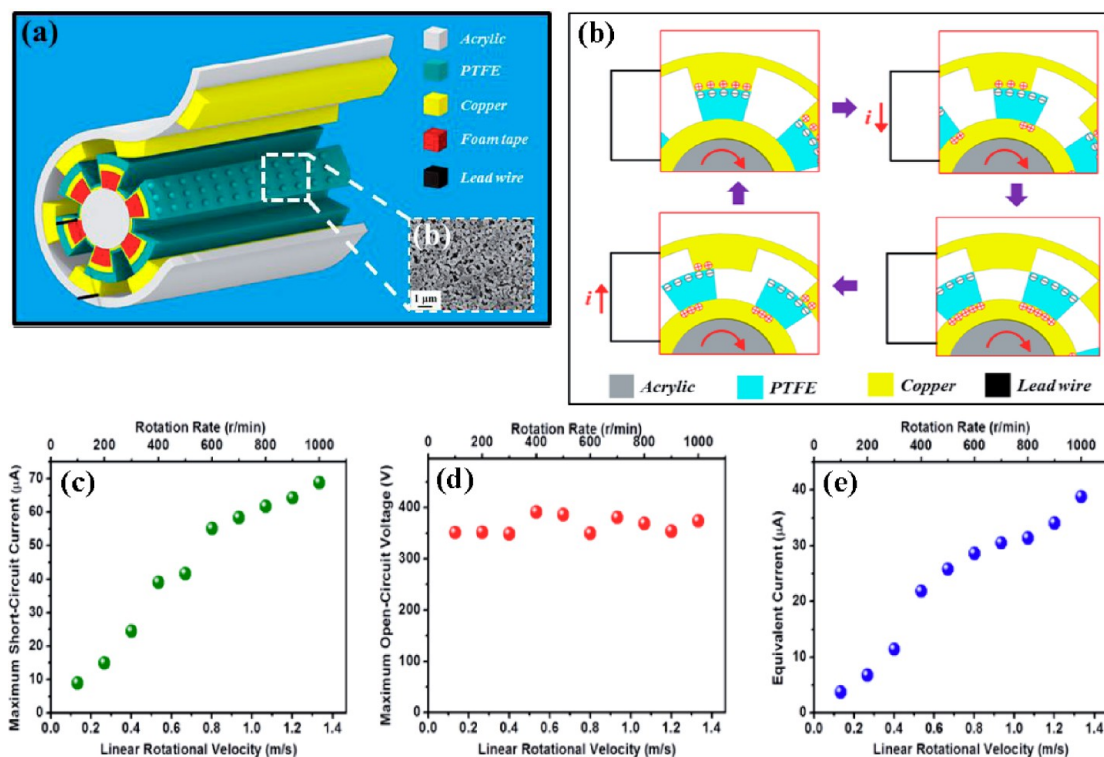 (a)
Acrylic
PTFE
Copper
Foam tape
Lead wire
(b)
1 μm
(b)
i
i
Acrylic
PTFE
Copper
Lead wire
Rotation Rate (r/min)
0 200 400 600 800 1000
(c)
Maximum Short-Circuit Current (μA)
70
60
50
40
30
20
10
0
0.0 0.2 0.4 0.6 0.8 1.0 1.2 1.4
Linear Rotational Velocity (m/s)
Rotation Rate (r/min)
0 200 400 600 800 1000
(d)
Maximum Open-Circuit Voltage (V)
400
300
200
100
0
0.0 0.2 0.4 0.6 0.8 1.0 1.2 1.4
Linear Rotational Velocity (m/s)
Rotation Rate (r/min)
0 200 400 600 800 1000
(e)
Equivalent Current (μA)
40
30
20
10
0
0.0 0.2 0.4 0.6 0.8 1.0 1.2 1.4
Linear Rotational Velocity (m/s)